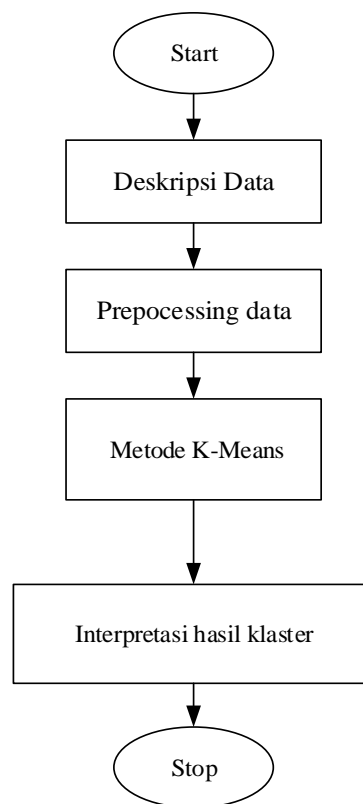 Start
Deskripsi Data
Prepocessing data
Metode K-Means
Interpretasi hasil klaster
Stop